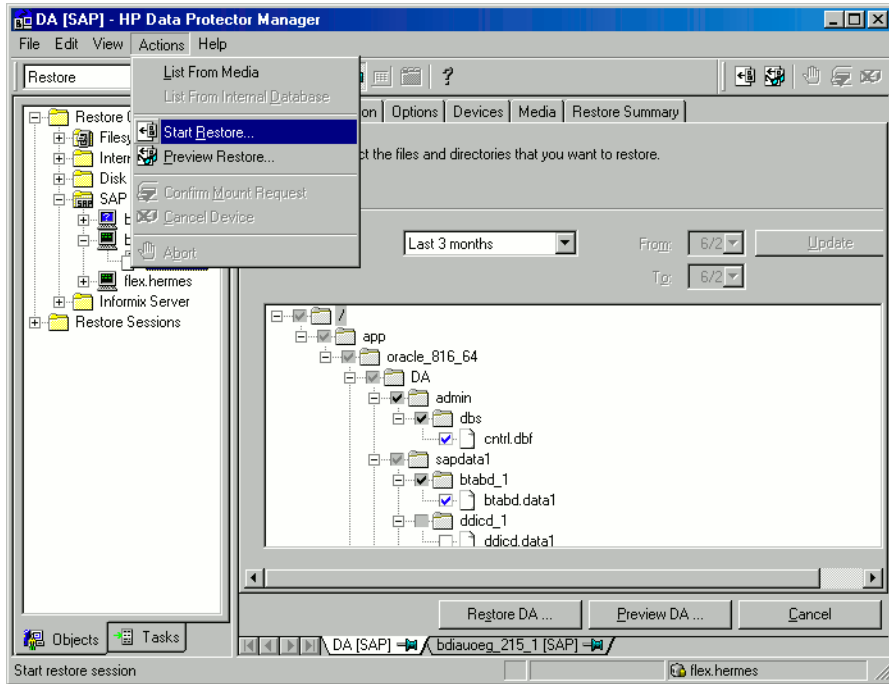 DA [SAP] - HP Data Protector Manager
File Edit View Actions Help
Restore
List From Media
List From Internal Database
Start Restore...
Preview Restore...
Confirm Mount Request
Cancel Device
Abort
Restore
Filesy
Intern
Disk
SAP
flex.hermes
Informix Server
Restore Sessions
on Options Devices Media Restore Summary
ct the files and directories that you want to restore.
Last 3 months From: 6/2 Update
To: 6/2
/
app
oracle_816_64
DA
admin
dbs
cntrl.dbf
sapdata1
btabd_1
btabd.data1
ddicd_1
ddicd.data1
Restore DA ... Preview DA ... Cancel
Objects Tasks
DA [SAP] bdiauoeg_215_1 [SAP]
Start restore session flex.hermes